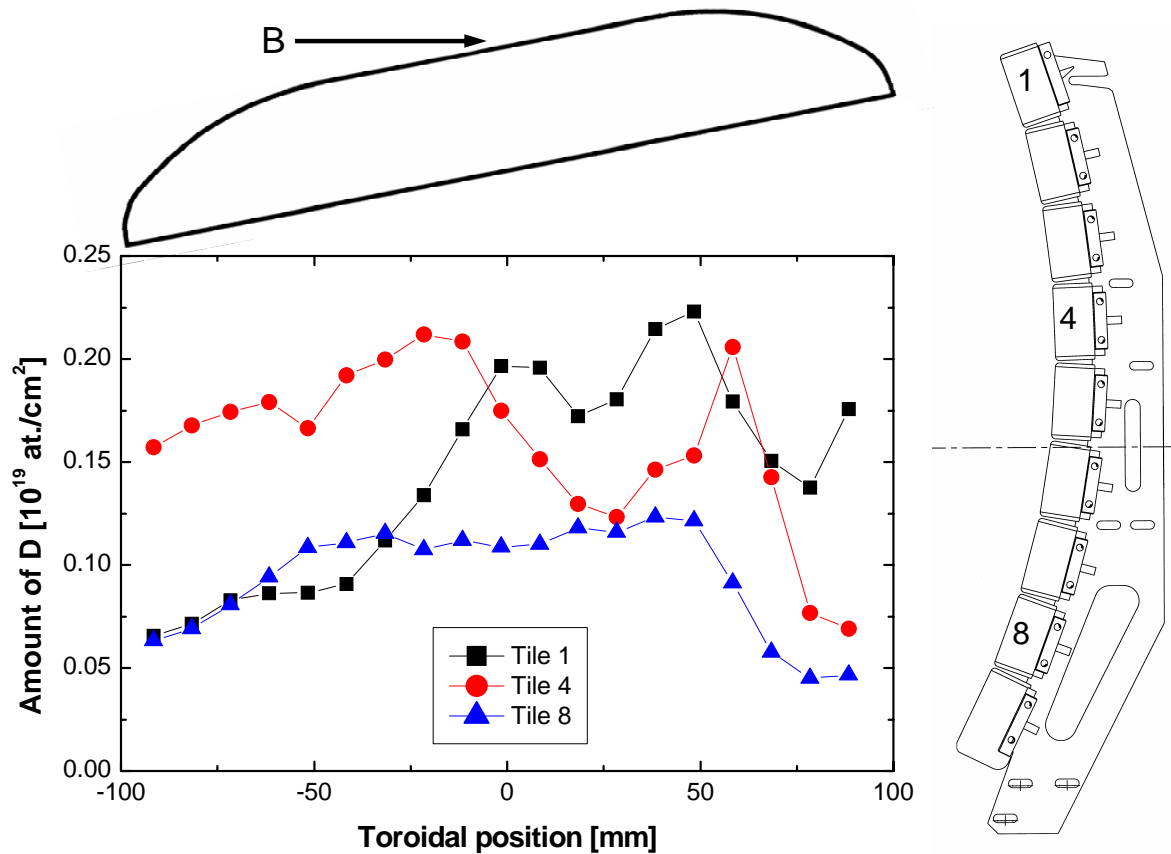 B
1
4
8
0.25
0.20
0.15
0.10
0.05
0.00
Amount of D [10¹⁹ at./cm²]
Tile 1
Tile 4
Tile 8
-100 -50 0 50 100
Toroidal position [mm]